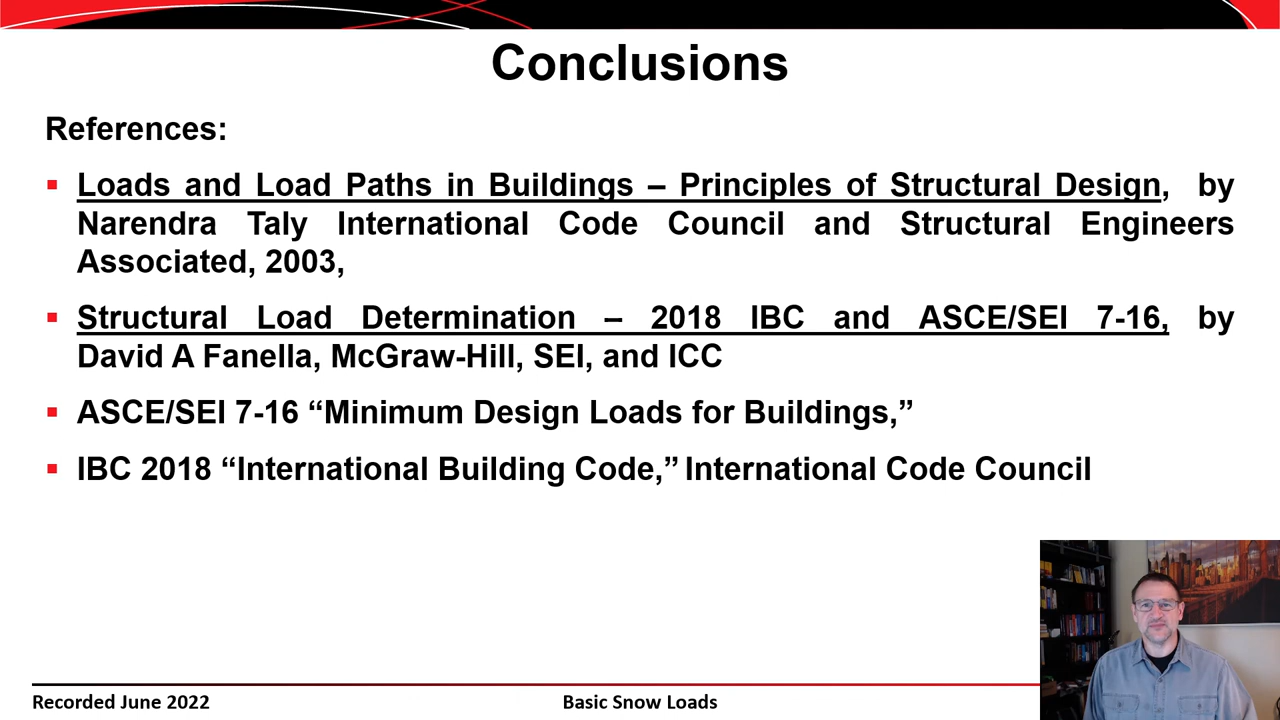 Conclusions
References:
▪ Loads and Load Paths in Buildings – Principles of Structural Design, by
Narendra Taly International Code Council and Structural Engineers
Associated, 2003,
▪ Structural Load Determination – 2018 IBC and ASCE/SEI 7-16, by
David A Fanella, McGraw-Hill, SEI, and ICC
▪ ASCE/SEI 7-16 “Minimum Design Loads for Buildings,”
▪ IBC 2018 “International Building Code,” International Code Council
Recorded June 2022
Basic Snow Loads